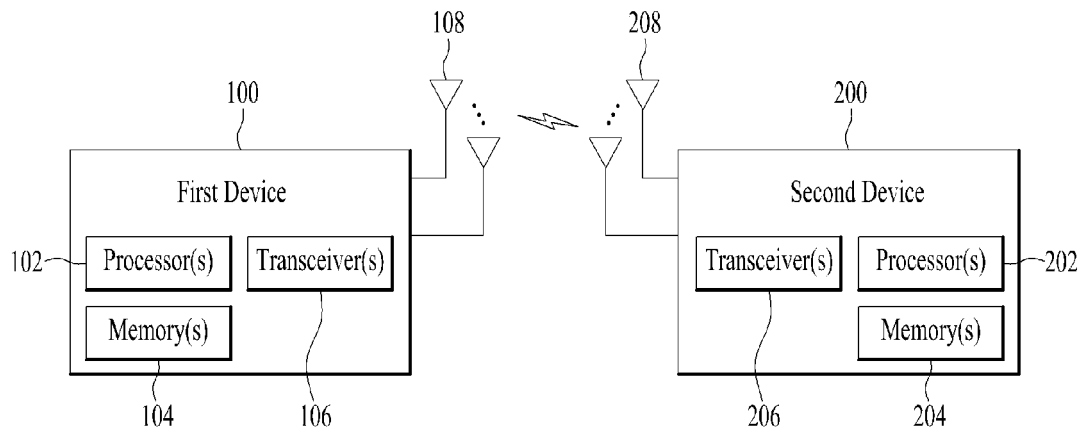 108 208
100 200
First Device Second Device
102 Processor(s) Transceiver(s) Transceiver(s) Processor(s) 202
Memory(s) Memory(s)
104 106 206 204